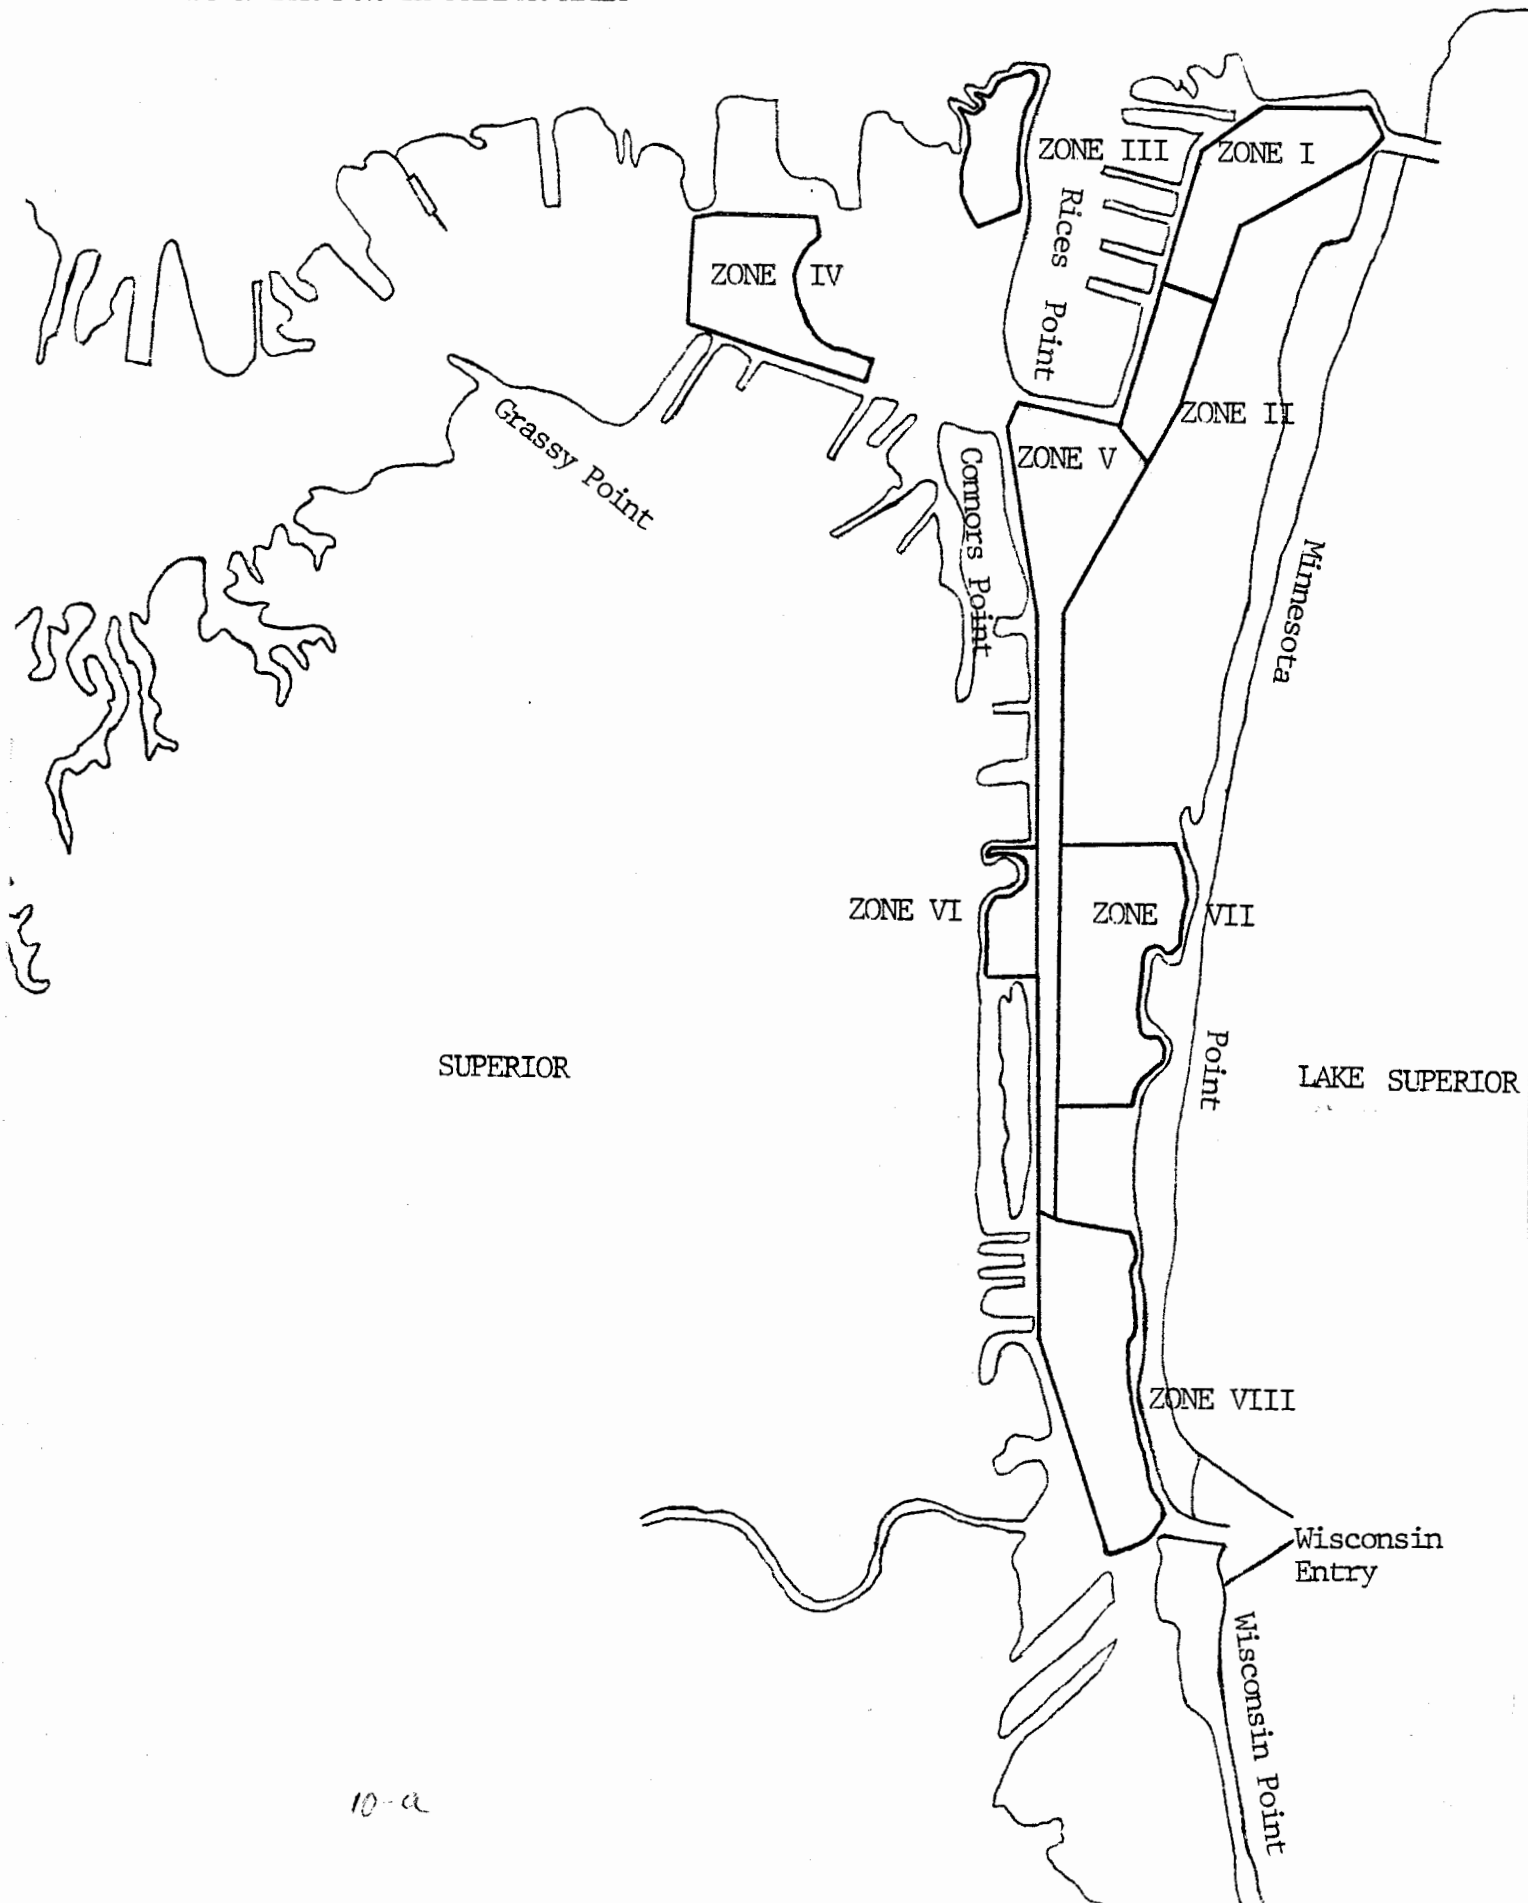 ZONE III
ZONE I
Rices Point
ZONE IV
ZONE II
Grassy Point
ZONE V
Connors Point
Minnesota Point
ZONE VI
ZONE VII
SUPERIOR
LAKE SUPERIOR
ZONE VIII
Wisconsin
Entry
Wisconsin Point
10-a